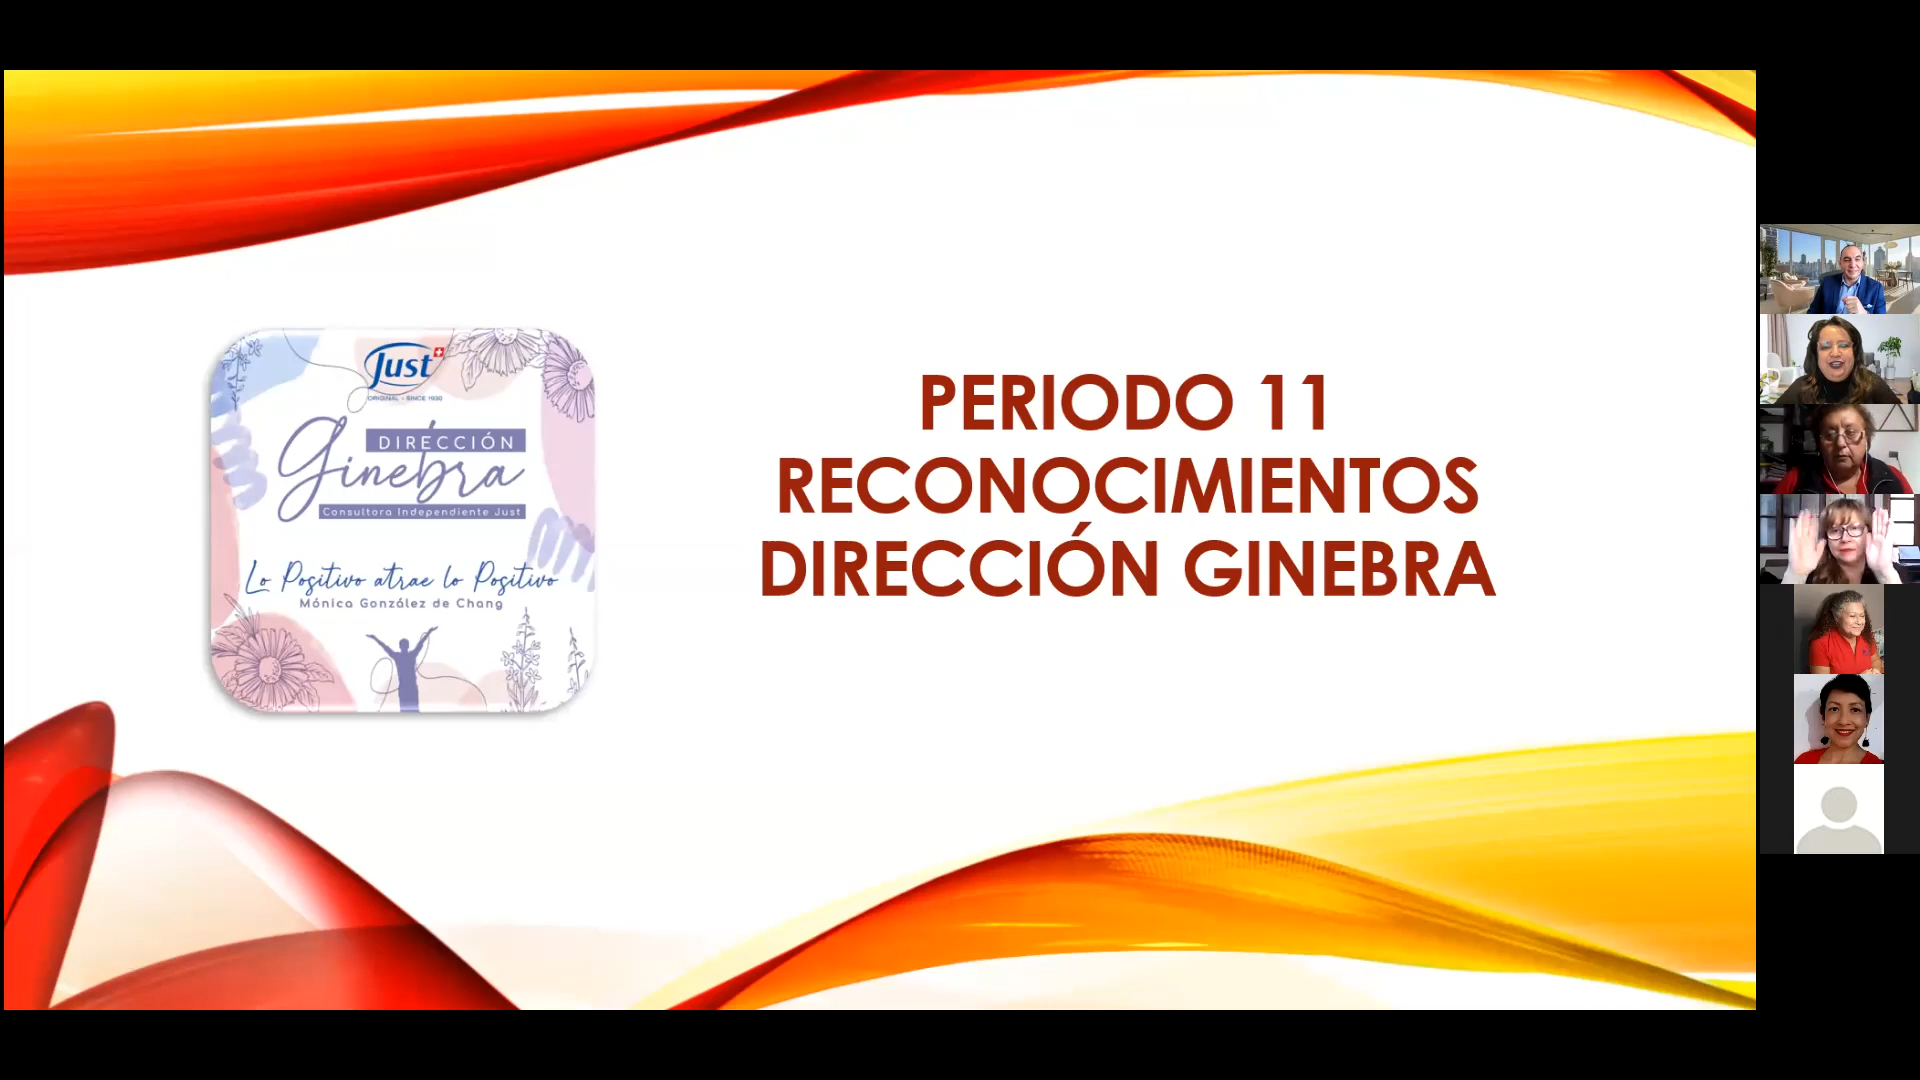 Just
ORIGINAL - SINCE 1930
DIRECCIÓN
Ginebra
Consultora Independiente Just
Lo Positivo atrae lo Positivo
Mónica González de Chang
PERIODO 11
RECONOCIMIENTOS
DIRECCIÓN GINEBRA